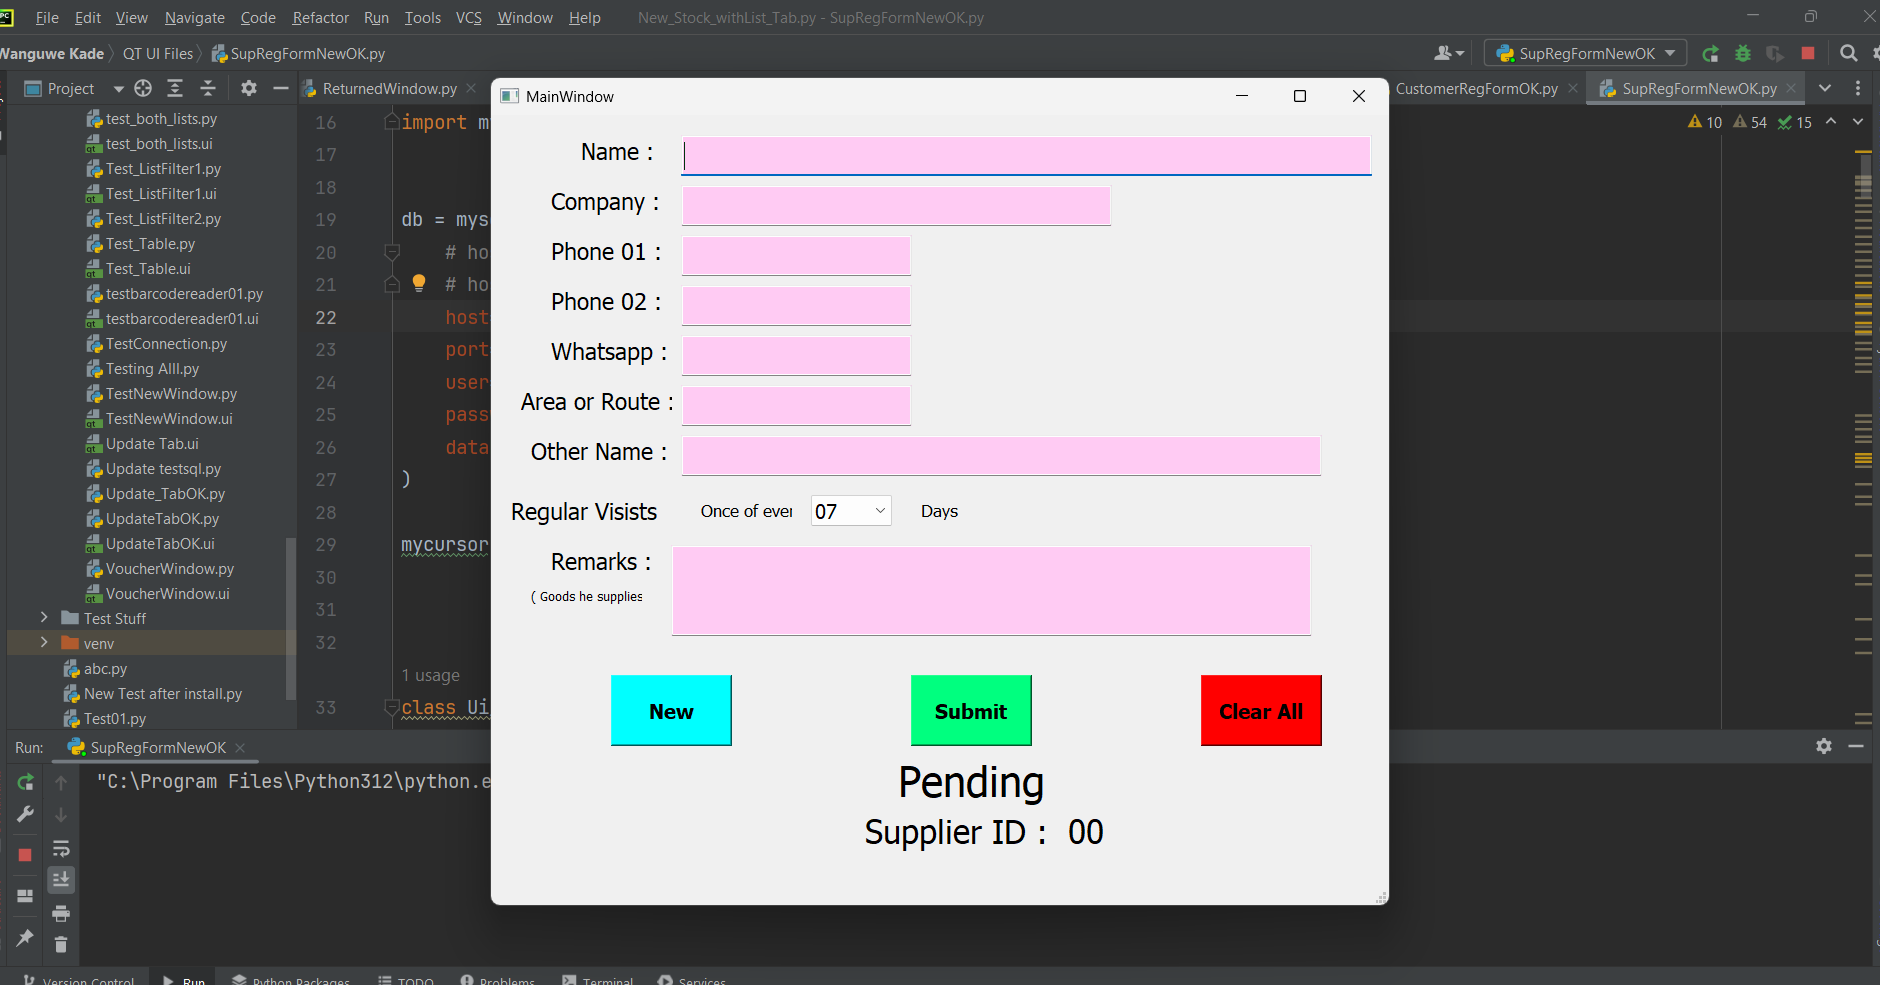 File Edit View Navigate Code Refactor Run Tools VCS Window Help New_Stock_withList_Tab.py - SupRegFormNewOK.py
Wanguwe Kade QT UI Files SupRegFormNewOK.py SupRegFormNewOK
Project ReturnedWindow.py CustomerRegFormOK.py SupRegFormNewOK.py
10 54 15
test_both_lists.py
test_both_lists.ui
Test_ListFilter1.py
Test_ListFilter1.ui
Test_ListFilter2.py
Test_Table.py
Test_Table.ui
testbarcodereader01.py
testbarcodereader01.ui
TestConnection.py
Testing Alll.py
TestNewWindow.py
TestNewWindow.ui
Update Tab.ui
Update testsql.py
Update_TabOK.py
UpdateTabOK.py
UpdateTabOK.ui
VoucherWindow.py
VoucherWindow.ui
Test Stuff
venv
abc.py
New Test after install.py
Test01.py
16 import m
17
18
19 db = mys
20 # ho
21 # ho
22 host
23 port
24 user
25 pass
26 data
27 )
28
29 mycursor
30
31
32
1 usage
33 class Ui
MainWindow
Name :
Company :
Phone 01 :
Phone 02 :
Whatsapp :
Area or Route :
Other Name :
Regular Visists Once of ever 07 Days
Remarks :
( Goods he supplies
New Submit Clear All
Pending
Supplier ID : 00
Run: SupRegFormNewOK
"C:\Program Files\Python312\python.e
Version Control Run Python Packages TODO Problems Terminal Services